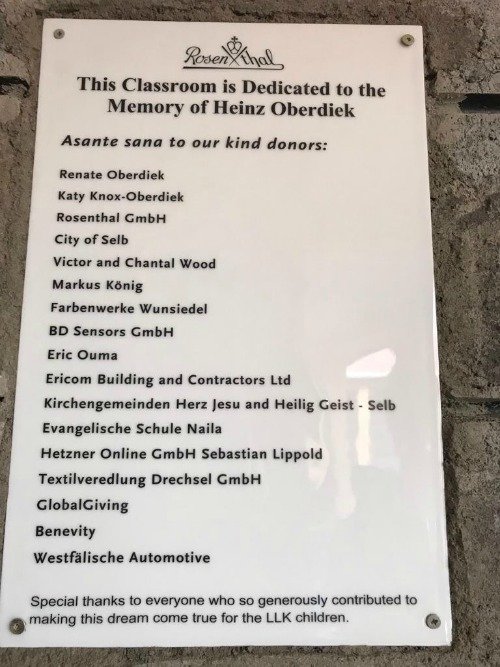 Rosenthal
This Classroom is Dedicated to the
Memory of Heinz Oberdiek
Asante sana to our kind donors:
Renate Oberdiek
Katy Knox-Oberdiek
Rosenthal GmbH
City of Selb
Victor and Chantal Wood
Markus König
Farbenwerke Wunsiedel
BD Sensors GmbH
Eric Ouma
Ericom Building and Contractors Ltd
Kirchengemeinden Herz Jesu and Heilig Geist - Selb
Evangelische Schule Naila
Hetzner Online GmbH Sebastian Lippold
Textilveredlung Drechsel GmbH
GlobalGiving
Benevity
Westfälische Automotive
Special thanks to everyone who so generously contributed to
making this dream come true for the LLK children.